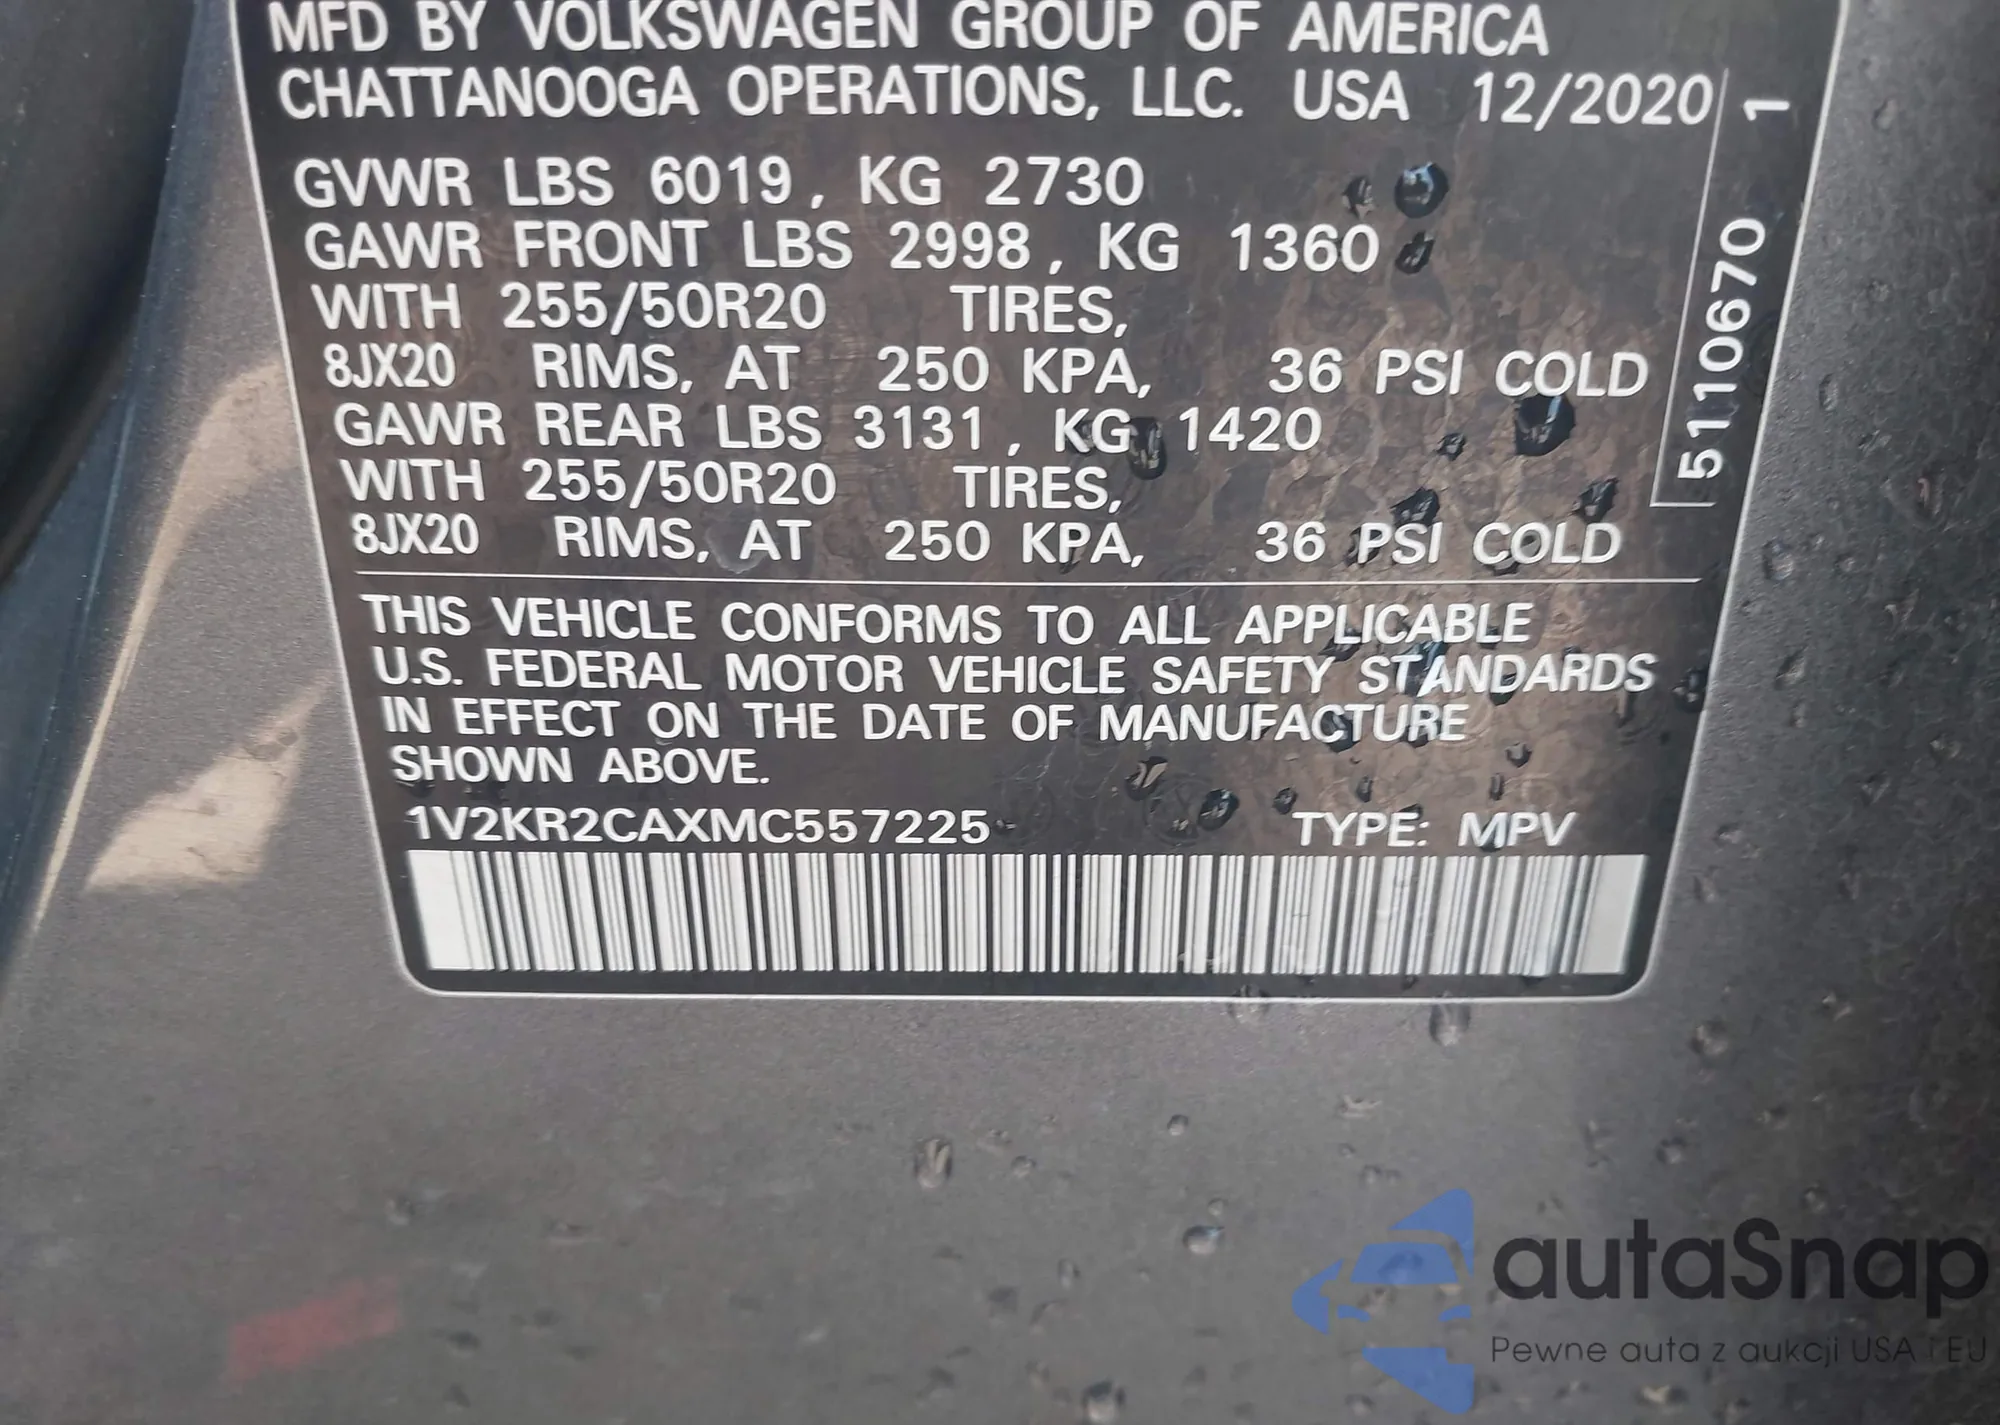 MFD BY VOLKSWAGEN GROUP OF AMERICA
CHATTANOOGA OPERATIONS, LLC. USA 12/2020
GVWR LBS 6019, KG 2730
GAWR FRONT LBS 2998, KG 1360
WITH 255/50R20 TIRES,
8JX20 RIMS, AT 250 KPA, 36 PSI COLD
GAWR REAR LBS 3131, KG 1420
WITH 255/50R20 TIRES,
8JX20 RIMS, AT 250 KPA, 36 PSI COLD
5110670 1
THIS VEHICLE CONFORMS TO ALL APPLICABLE
U.S. FEDERAL MOTOR VEHICLE SAFETY STANDARDS
IN EFFECT ON THE DATE OF MANUFACTURE
SHOWN ABOVE.
1V2KR2CAXMC557225 TYPE: MPV
autaSnap
Pewne auta z aukcji USA i EU